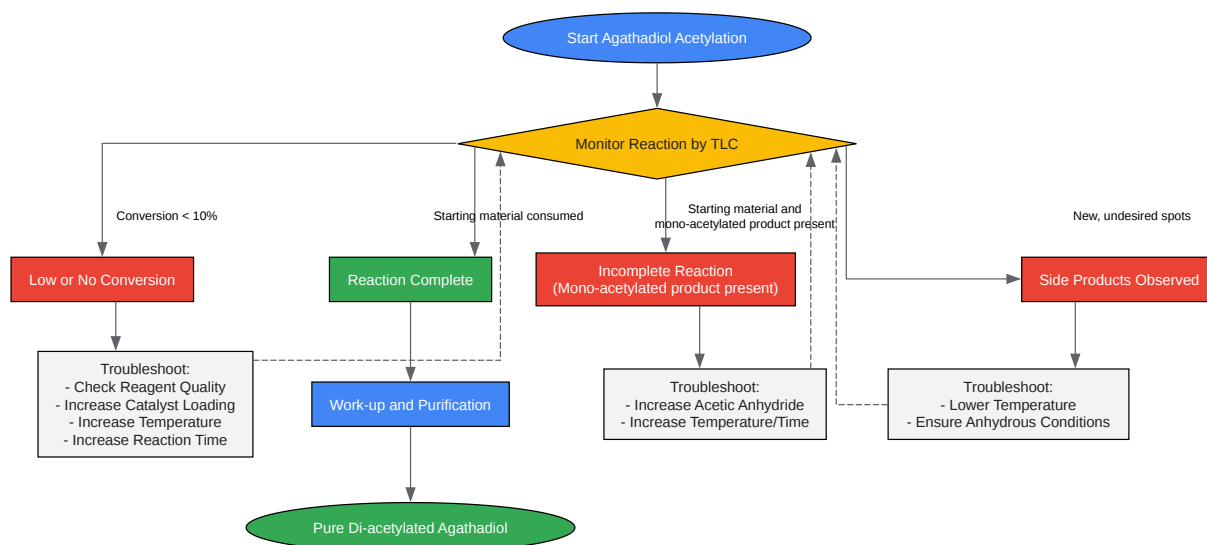 Start Agathadiol Acetylation
Monitor Reaction by TLC
Conversion < 10%
Starting material consumed
Starting material and
mono-acetylated product present
New, undesired spots
Low or No Conversion
Reaction Complete
Incomplete Reaction
(Mono-acetylated product present)
Side Products Observed
Troubleshoot:
- Check Reagent Quality
- Increase Catalyst Loading
- Increase Temperature
- Increase Reaction Time
Work-up and Purification
Troubleshoot:
- Increase Acetic Anhydride
- Increase Temperature/Time
Troubleshoot:
- Lower Temperature
- Ensure Anhydrous Conditions
Pure Di-acetylated Agathadiol